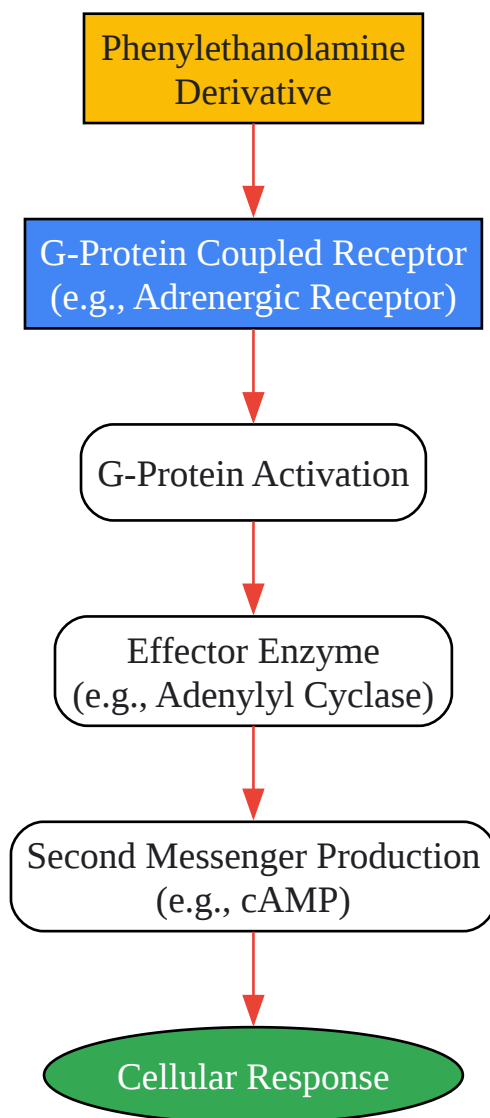 Phenylethanolamine
Derivative
G-Protein Coupled Receptor
(e.g., Adrenergic Receptor)
G-Protein Activation
Effector Enzyme
(e.g., Adenylyl Cyclase)
Second Messenger Production
(e.g., cAMP)
Cellular Response